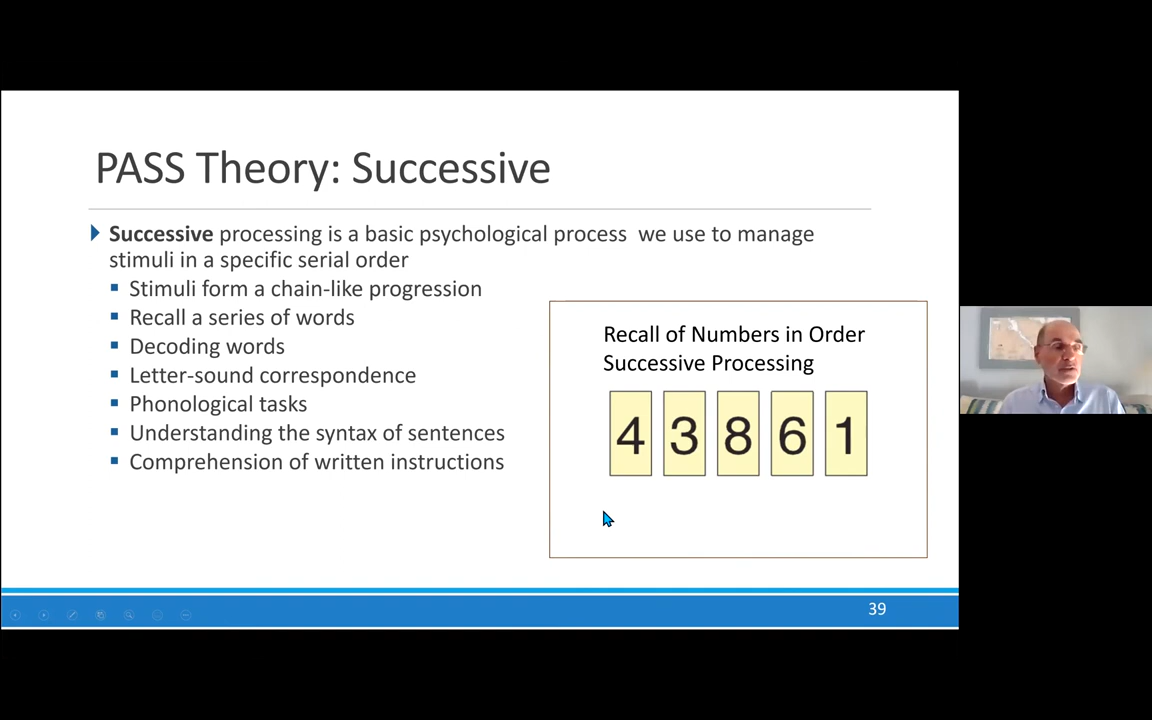 PASS Theory: Successive
Successive processing is a basic psychological process we use to manage
stimuli in a specific serial order
Stimuli form a chain-like progression
Recall a series of words
Decoding words
Letter-sound correspondence
Phonological tasks
Understanding the syntax of sentences
Comprehension of written instructions
Recall of Numbers in Order
Successive Processing
4 3 8 6 1
39